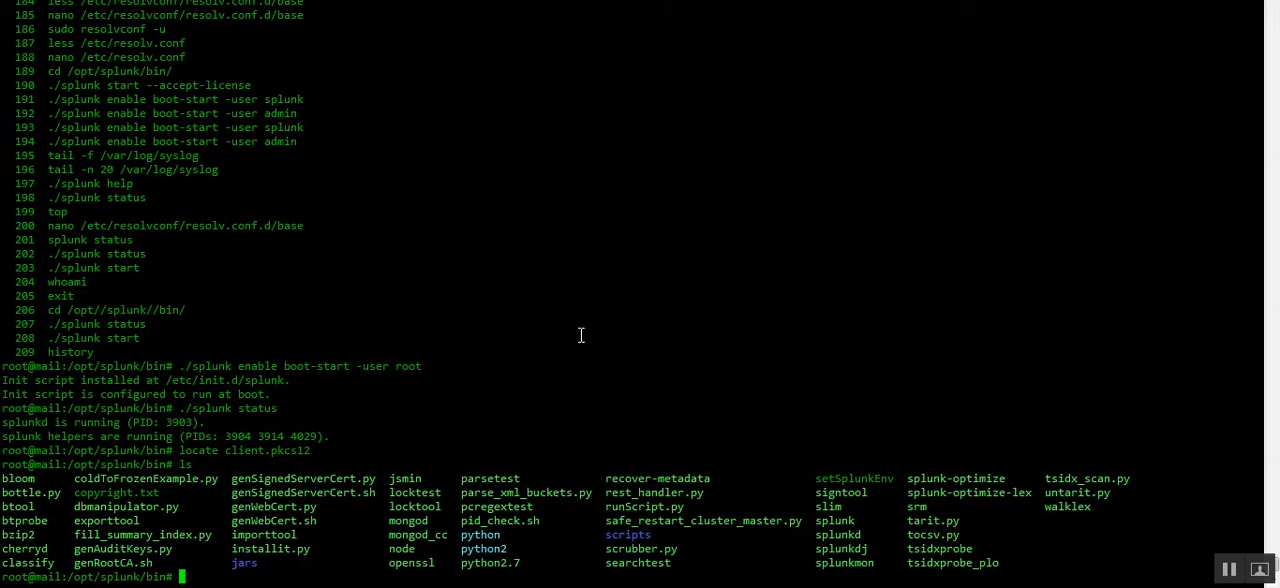 184  less /etc/resolvconf/resolv.conf.d/base
185  nano /etc/resolvconf/resolv.conf.d/base
186  sudo resolvconf -u
187  less /etc/resolv.conf
188  nano /etc/resolv.conf
189  cd /opt/splunk/bin/
190  ./splunk start --accept-license
191  ./splunk enable boot-start -user splunk
192  ./splunk enable boot-start -user admin
193  ./splunk enable boot-start -user splunk
194  ./splunk enable boot-start -user admin
195  tail -f /var/log/syslog
196  tail -n 20 /var/log/syslog
197  ./splunk help
198  ./splunk status
199  top
200  nano /etc/resolvconf/resolv.conf.d/base
201  splunk status
202  ./splunk status
203  ./splunk start
204  whoami
205  exit
206  cd /opt//splunk//bin/
207  ./splunk status
208  ./splunk start
209  history
root@mail:/opt/splunk/bin# ./splunk enable boot-start -user root
Init script installed at /etc/init.d/splunk.
Init script is configured to run at boot.
root@mail:/opt/splunk/bin# ./splunk status
splunkd is running (PID: 3903).
splunk helpers are running (PIDs: 3904 3914 4029).
root@mail:/opt/splunk/bin# locate client.pkcs12
root@mail:/opt/splunk/bin# ls
bloom coldToFrozenExample.py genSignedServerCert.py jsmin parsetest recover-metadata setSplunkEnv splunk-optimize tsidx_scan.py
bottle.py copyright.txt genSignedServerCert.sh locktest parse_xml_buckets.py rest_handler.py signtool splunk-optimize-lex untarit.py
btool dbmanipulator.py genWebCert.py locktool pcregextest runScript.py slim srm walklex
btprobe exporttool genWebCert.sh mongod pid_check.sh safe_restart_cluster_master.py splunk tarit.py
bzip2 fill_summary_index.py importtool mongod_cc python scripts splunkd tocsv.py
cherryd genAuditKeys.py installit.py node python2 scrubber.py splunkdj tsidxprobe
classify genRootCA.sh jars openssl python2.7 searchtest splunkmon tsidxprobe_plo
root@mail:/opt/splunk/bin#